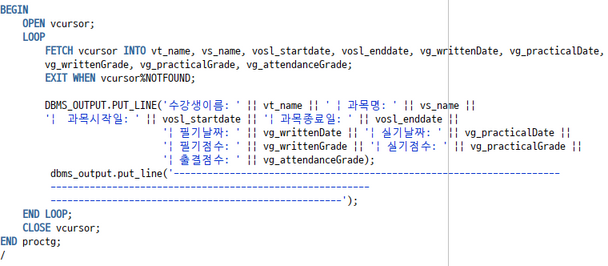 BEGIN
OPEN vcursor;
LOOP
FETCH vcursor INTO vt_name, vs_name, vosl_startdate, vosl_enddate, vg_writtenDate, vg_practicalDate,
vg_writtenGrade, vg_practicalGrade, vg_attendanceGrade;
EXIT WHEN vcursor%NOTFOUND;
DBMS_OUTPUT.PUT_LINE('수강생이름: ' || vt_name || ' ¦ 과목명: ' || vs_name ||
'¦  과목시작일: ' || vosl_startdate || '¦ 과목종료일: ' || vosl_enddate ||
'¦ 필기날짜: ' || vg_writtenDate || '¦ 실기날짜: ' || vg_practicalDate ||
'¦ 필기점수: ' || vg_writtenGrade || '¦ 실기점수: ' || vg_practicalGrade ||
'¦ 출결점수: ' || vg_attendanceGrade);
dbms_output.put_line('----------------------------------------------------------------
-----------------------------------------------------
------------------------------------------------');
END LOOP;
CLOSE vcursor;
END proctg;
/